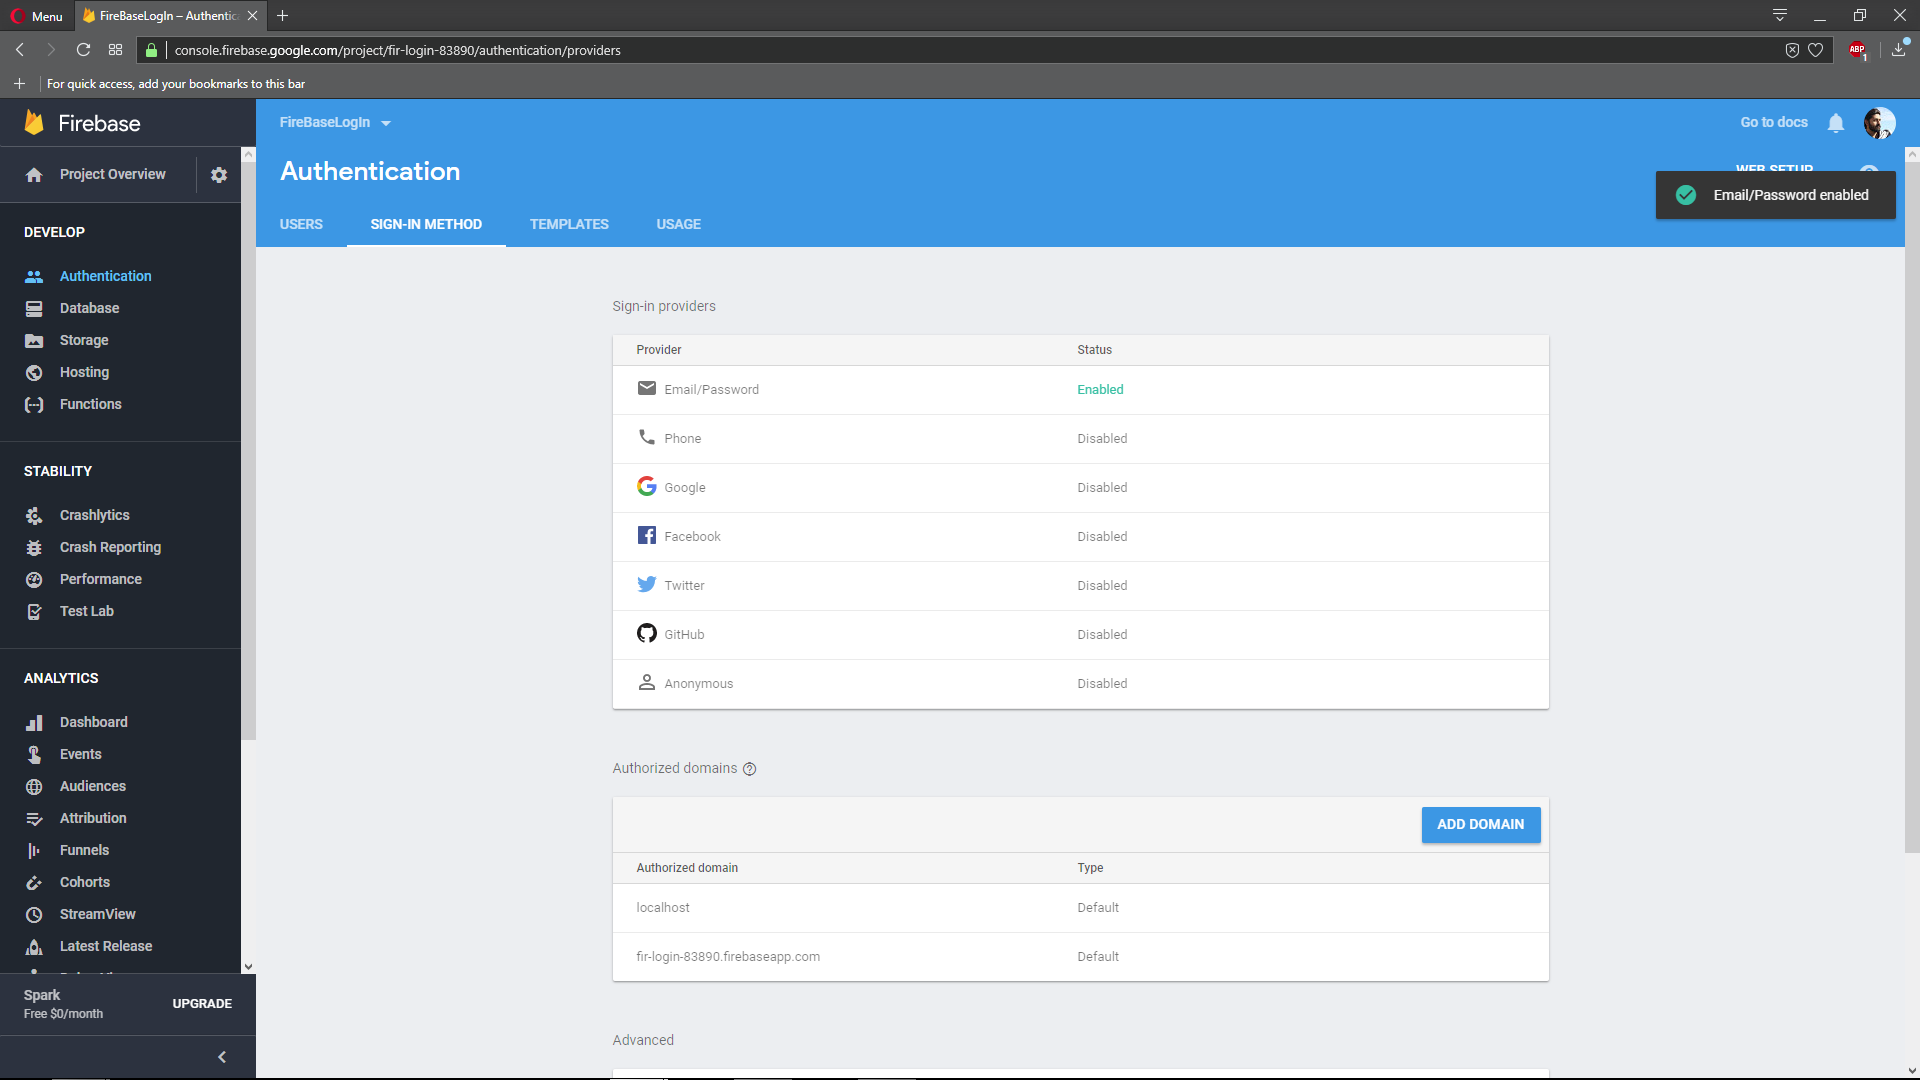 Menu
FireBaseLogIn – Authentic
console.firebase.google.com/project/fir-login-83890/authentication/providers
ABP
1
For quick access, add your bookmarks to this bar
Firebase
FireBaseLogIn
Go to docs
Project Overview
Authentication
WEB SETUP
Email/Password enabled
USERS
SIGN-IN METHOD
TEMPLATES
USAGE
DEVELOP
Authentication
Database
Storage
Hosting
Functions
STABILITY
Crashlytics
Crash Reporting
Performance
Test Lab
ANALYTICS
Dashboard
Events
Audiences
Attribution
Funnels
Cohorts
StreamView
Latest Release
Spark
Free $0/month
UPGRADE
Sign-in providers
Provider Status
Email/Password Enabled
Phone Disabled
Google Disabled
Facebook Disabled
Twitter Disabled
GitHub Disabled
Anonymous Disabled
Authorized domains
ADD DOMAIN
Authorized domain Type
localhost Default
fir-login-83890.firebaseapp.com Default
Advanced